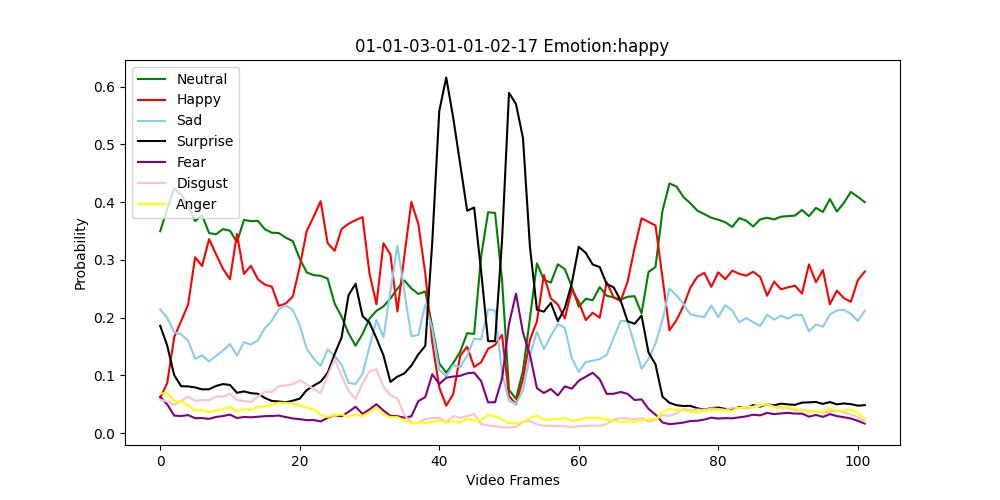 01-01-03-01-01-02-17 Emotion:happy
Neutral
Happy
Sad
Surprise
Fear
Disgust
Anger
0.6
0.5
0.4
0.3
0.2
0.1
0.0
Probability
0 20 40 60 80 100
Video Frames